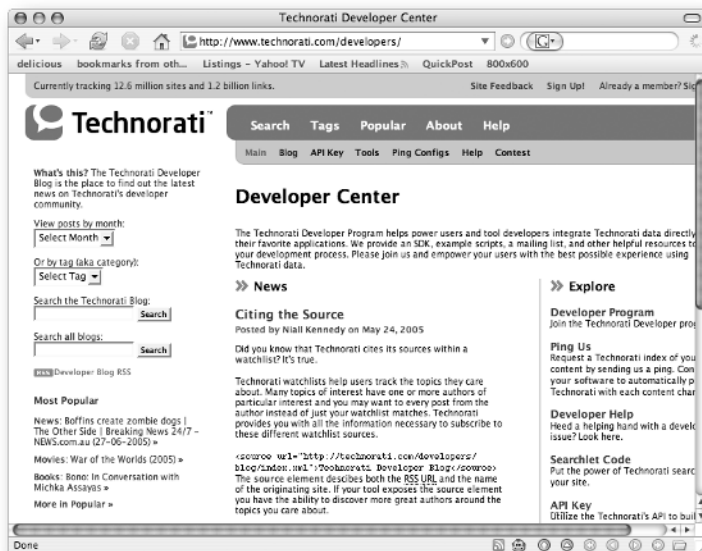 Technorati Developer Center
http://www.technorati.com/developers/
G
delicious bookmarks from oth... Listings – Yahoo! TV Latest Headlines QuickPost 800x600
Currently tracking 12.6 million sites and 1.2 billion links.
Site Feedback Sign Up! Already a member? Sig
Technorati™
Search Tags Popular About Help
Main Blog API Key Tools Ping Configs Help Contest
What's this? The Technorati Developer
Blog is the place to find out the latest
news on Technorati's developer
community.
View posts by month:
Select Month
Or by tag (aka category):
Select Tag
Search the Technorati Blog:
Search
Search all blogs:
Search
RSS Developer Blog RSS
Most Popular
News: Boffins create zombie dogs |
The Other Side | Breaking News 24/7 –
NEWS.com.au (27-06-2005) »
Movies: War of the Worlds (2005) »
Books: Bono: In Conversation with
Michka Assayas »
More in Popular »
Developer Center
The Technorati Developer Program helps power users and tool developers integrate Technorati data directly
their favorite applications. We provide an SDK, example scripts, a mailing list, and other helpful resources to
your development process. Please join us and empower your users with the best possible experience using
Technorati data.
» News
Citing the Source
Posted by Niall Kennedy on May 24, 2005
Did you know that Technorati cites its sources within a
watchlist? It's true.
Technorati watchlists help users track the topics they care
about. Many topics of interest have one or more authors of
particular interest and you may want to every post from the
author instead of just your watchlist matches. Technorati
provides you with all the information necessary to subscribe to
these different watchlist sources.
<source url="http://technorati.com/developers/
blog/index.xml">Technorati Developer Blog</source>
The source element descibes both the RSS URL and the name
of the originating site. If your tool exposes the source element
you have the ability to discover more great authors around the
topics you care about.
» Explore
Developer Program
Join the Technorati Developer prog
Ping Us
Request a Technorati index of you
content by sending us a ping. Con
your software to automatically p
Technorati with each content chan
Developer Help
Need a helping hand with a develo
issue? Look here.
Searchlet Code
Put the power of Technorati searc
your site.
API Key
Utilize the Technorati's API to buil
Done